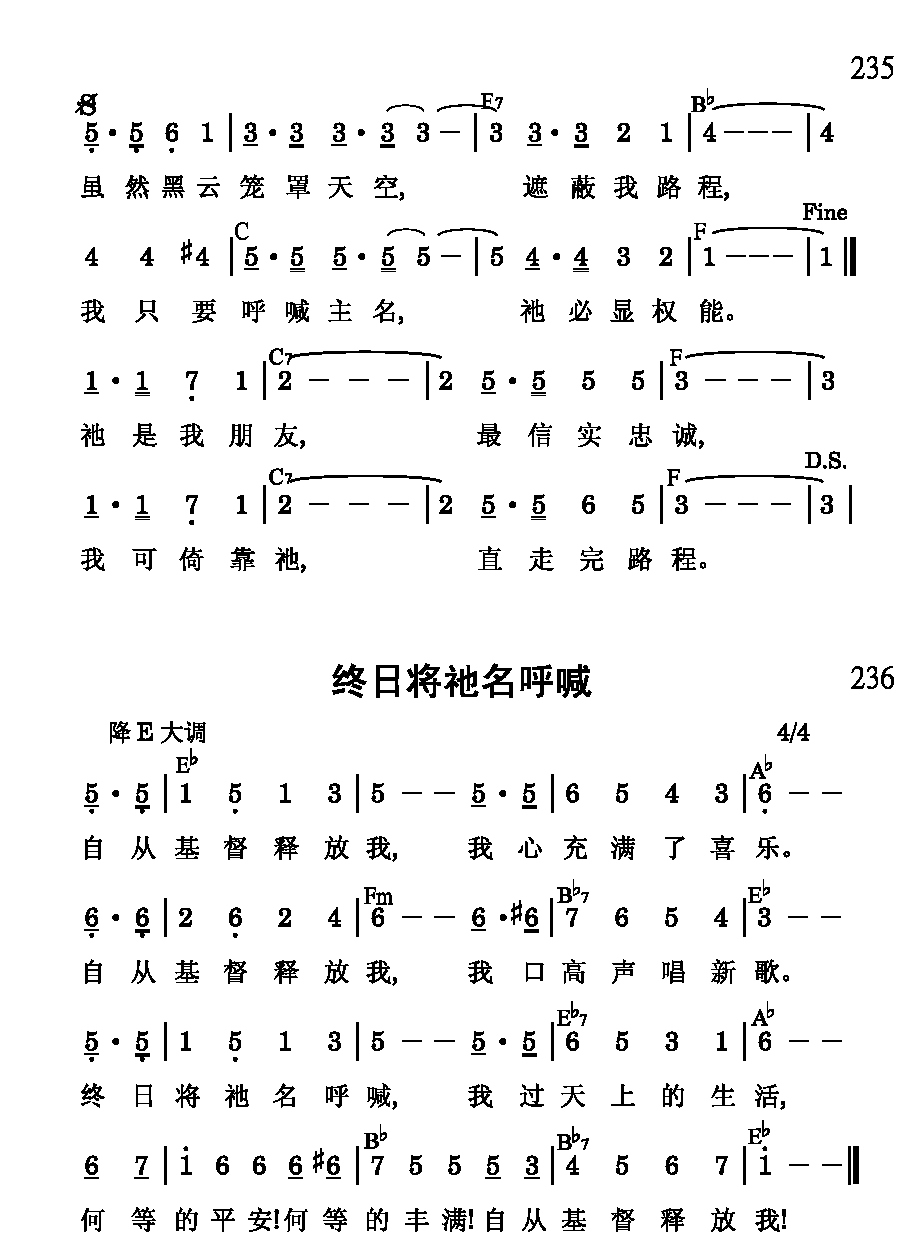 235
E7 B♭
5 · 5 6 1 | 3 · 3 3 · 3 3 － | 3 3 · 3 2 1 | 4 － － － | 4
虽然黑云笼罩天空, 遮蔽我路程,
C F Fine
4 4 #4 | 5 · 5 5 · 5 5 － | 5 4 · 4 3 2 | 1 － － － | 1 ‖
我只要呼喊主名, 祂必显权能。
C7 F
1 · 1 7 1 | 2 － － － | 2 5 · 5 5 5 | 3 － － － | 3
祂是我朋友, 最信实忠诚,
C7 F D.S.
1 · 1 7 1 | 2 － － － | 2 5 · 5 6 5 | 3 － － － | 3 |
我可倚靠祂, 直走完路程。
终日将祂名呼喊 236
降 E 大调 4/4
E♭ A♭
5 · 5 | 1 5 1 3 | 5 － － 5 · 5 | 6 5 4 3 | 6 － －
自从基督释放我, 我心充满了喜乐。
Fm B♭7 E♭
6 · 6 | 2 6 2 4 | 6 － － 6 · #6 | 7 6 5 4 | 3 － －
自从基督释放我, 我口高声唱新歌。
E♭7 A♭
5 · 5 | 1 5 1 3 | 5 － － 5 · 5 | 6 5 3 1 | 6 － －
终日将祂名呼喊, 我过天上的生活,
B♭ B♭7 E♭
6 7 | 1 6 6 6 #6 | 7 5 5 5 3 | 4 5 6 7 | 1 － － ‖
何等的平安!何等的丰满!自从基督释放我!